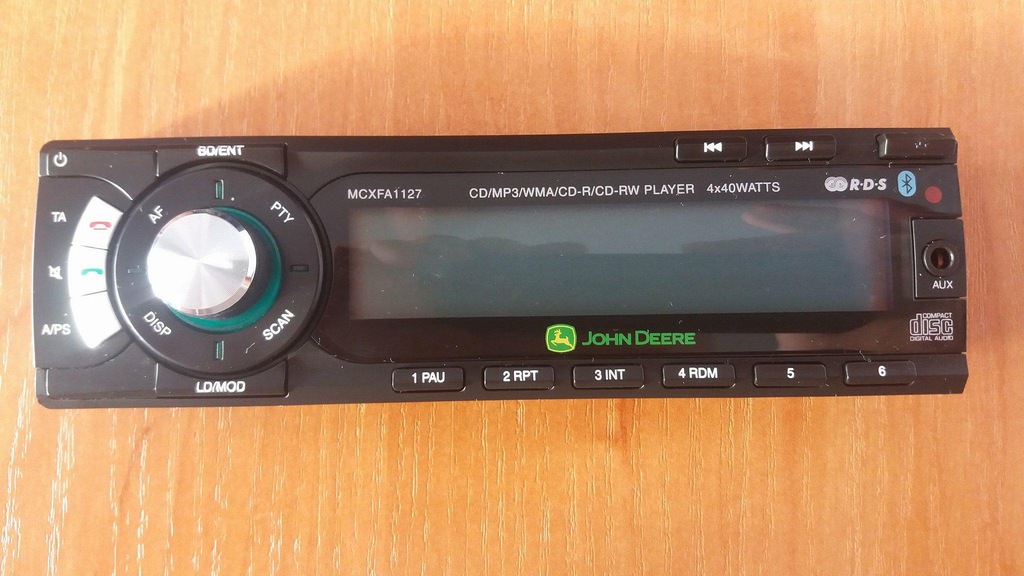 BD/ENT
TA
AF
PTY
MCXFA1127
CD/MP3/WMA/CD-R/CD-RW PLAYER
4x40WATTS
R·D·S
AUX
A/PS
DISP
SCAN
JOHN DEERE
COMPACT
disc
DIGITAL AUDIO
LD/MOD
1 PAU
2 RPT
3 INT
4 RDM
5
6